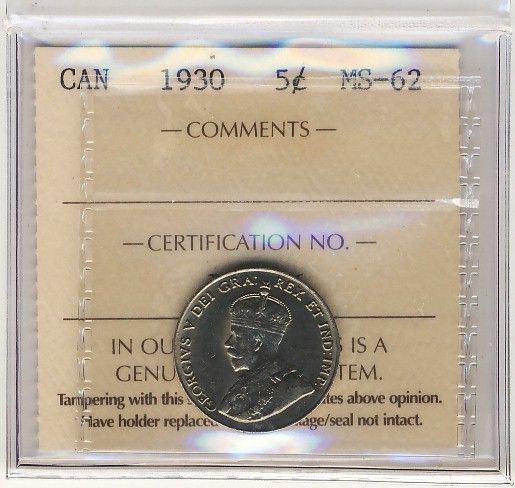 CAN 1930 5¢ MS-62
— COMMENTS —
— CERTIFICATION NO. —
GEORGIVS V DEI GRA: REX ET IND:IMP:
IN OU S IS A
GENU TEM.
Tampering with this tes above opinion.
Have holder replace age/seal not intact.